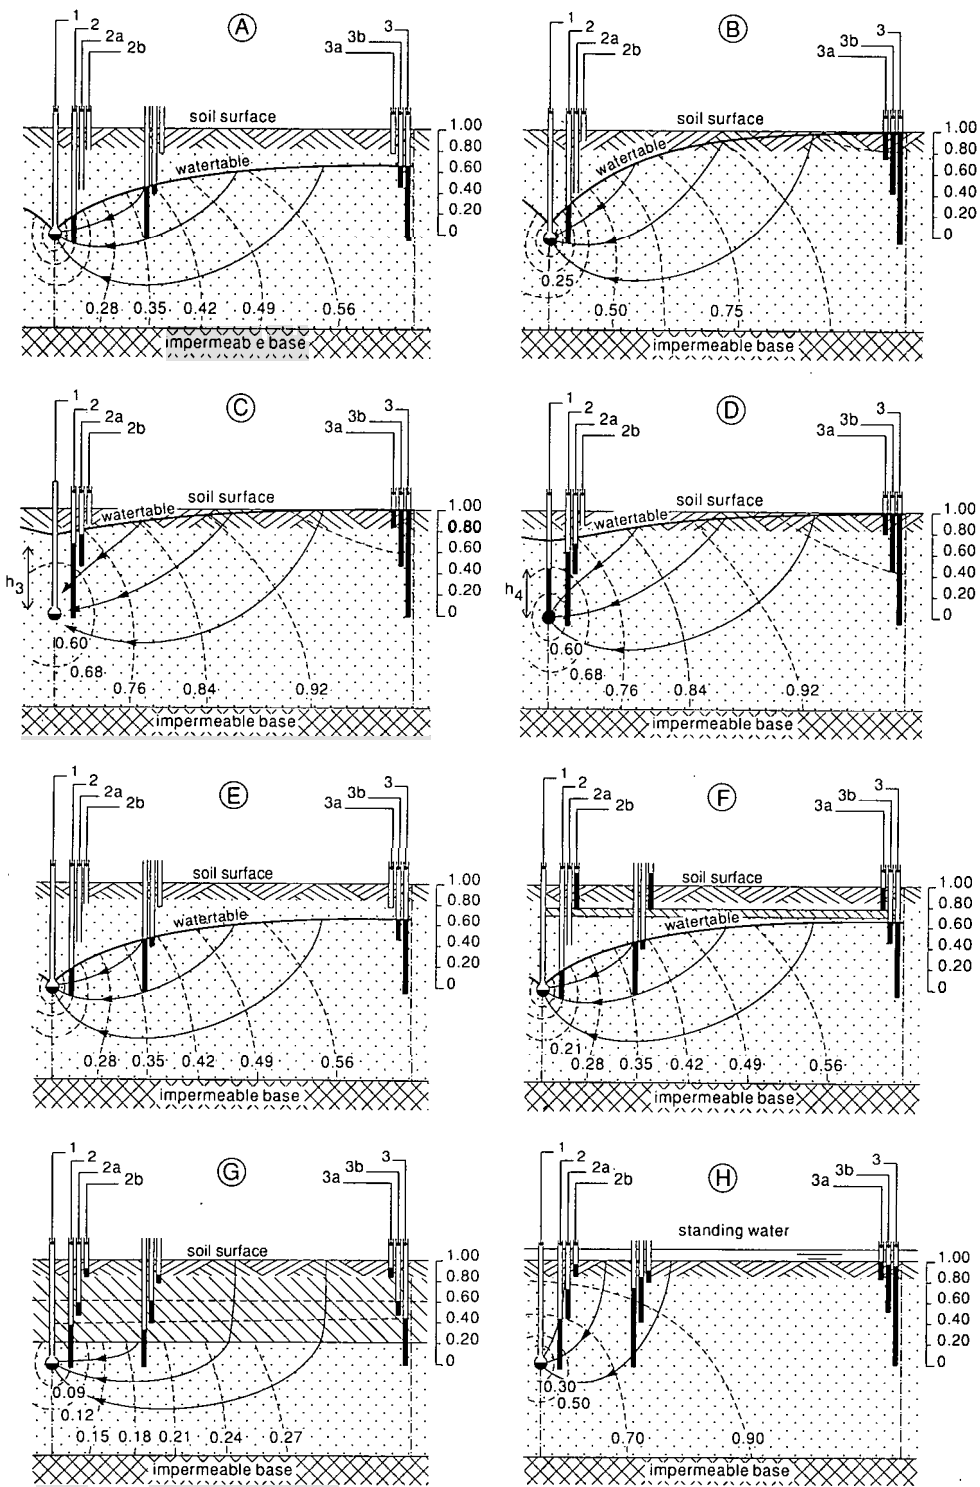 A
1
2
2a
2b
3
3b
3a
soil surface
watertable
1.00
0.80
0.60
0.40
0.20
0
0.28 0.35 0.42 0.49 0.56
impermeable base
B
1
2
2a
2b
3
3b
3a
soil surface
watertable
1.00
0.80
0.60
0.40
0.20
0
0.25
0.50 0.75
impermeable base
C
1
2
2a
2b
3
3b
3a
soil surface
watertable
1.00
0.80
0.60
0.40
0.20
0
h3
0.60
0.68
0.76 0.84 0.92
impermeable base
D
1
2
2a
2b
3
3b
3a
soil surface
watertable
1.00
0.80
0.60
0.40
0.20
0
h4
0.60
0.68
0.76 0.84 0.92
impermeable base
E
1
2
2a
2b
3
3b
3a
soil surface
watertable
1.00
0.80
0.60
0.40
0.20
0
0.28 0.35 0.42 0.49 0.56
impermeable base
F
1
2
2a
2b
3
3b
3a
soil surface
watertable
1.00
0.80
0.60
0.40
0.20
0
0.21
0.28 0.35 0.42 0.49 0.56
impermeable base
G
1
2
2a
2b
3
3b
3a
soil surface
1.00
0.80
0.60
0.40
0.20
0
0.09
0.12
0.15 0.18 0.21 0.24 0.27
impermeable base
H
1
2
2a
2b
3
3b
3a
standing water
1.00
0.80
0.60
0.40
0.20
0
0.30
0.50
0.70 0.90
impermeable base